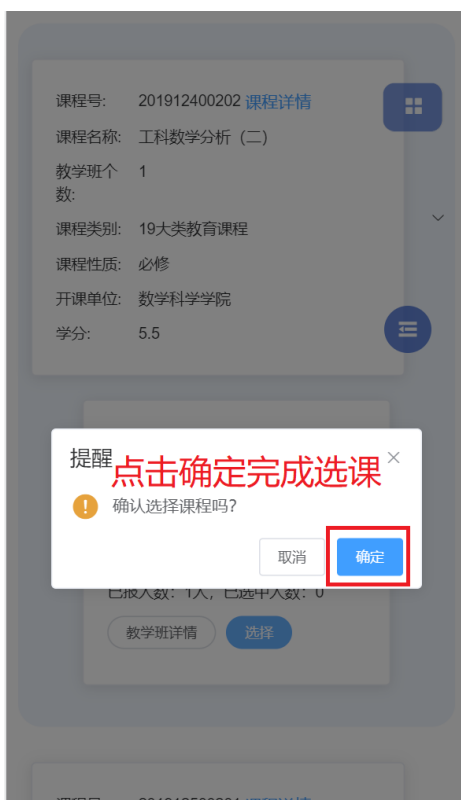 课程号: 201912400202 课程详情
课程名称: 工科数学分析（二）
教学班个 1
数:
课程类别: 19大类教育课程
课程性质: 必修
开课单位: 数学科学学院
学分: 5.5
提醒
点击确定完成选课
确认选择课程吗?
取消 确定
已报人数: 1人, 已选中人数: 0
教学班详情 选择